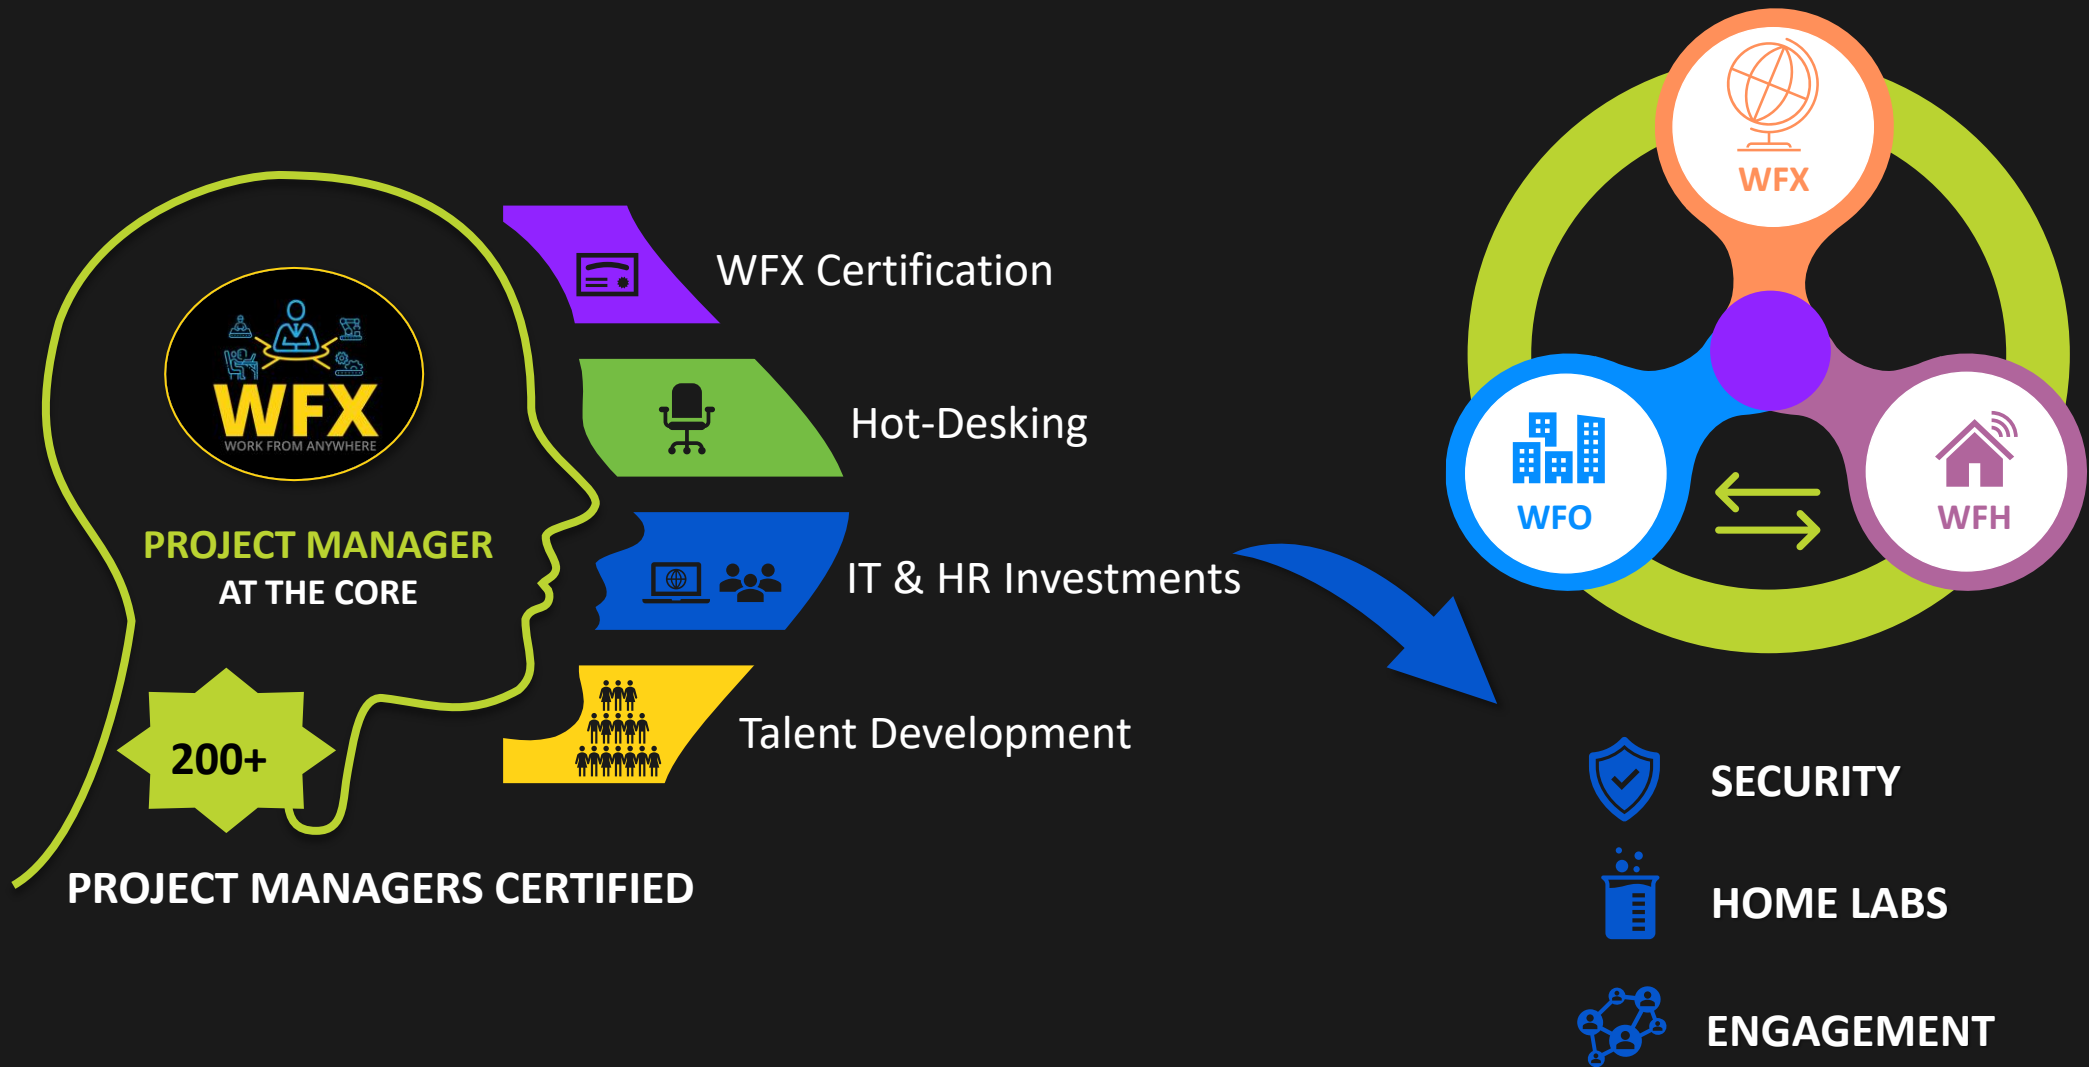 WFX
WORK FROM ANYWHERE
PROJECT MANAGER
AT THE CORE
200+
PROJECT MANAGERS CERTIFIED
WFX Certification
Hot-Desking
IT & HR Investments
Talent Development
WFX
WFO
WFH
SECURITY
HOME LABS
ENGAGEMENT